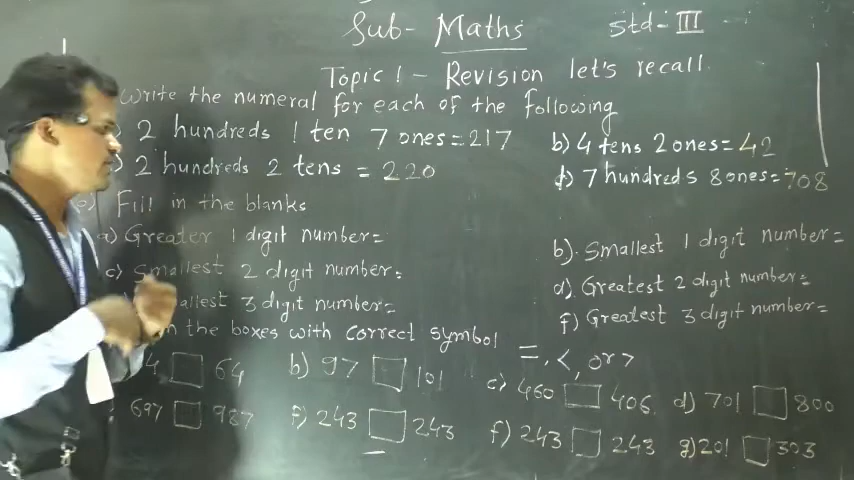 Sub- Maths Std- III
Topic 1 - Revision let's recall
Write the numeral for each of the following
2 hundreds 1 ten 7 ones = 217 b) 4 tens 2 ones = 42
2 hundreds 2 tens = 220 d) 7 hundreds 8 ones = 708
Fill in the blanks
a) Greater 1 digit number = b). Smallest 1 digit number =
c) Smallest 2 digit number = d). Greatest 2 digit number =
allest 3 digit number = f) Greatest 3 digit number =
in the boxes with correct symbol =, <, or >
4 64 b) 97 101 c) 460 406 d) 701 800
697 987 f) 243 243 f) 243 243 g) 201 303